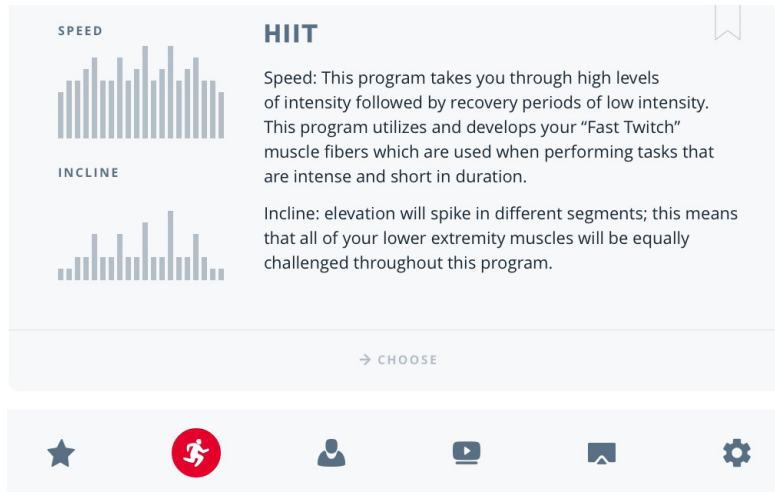 SPEED
HIIT
Speed: This program takes you through high levels
of intensity followed by recovery periods of low intensity.
This program utilizes and develops your “Fast Twitch”
muscle fibers which are used when performing tasks that
are intense and short in duration.
INCLINE
Incline: elevation will spike in different segments; this means
that all of your lower extremity muscles will be equally
challenged throughout this program.
CHOOSE